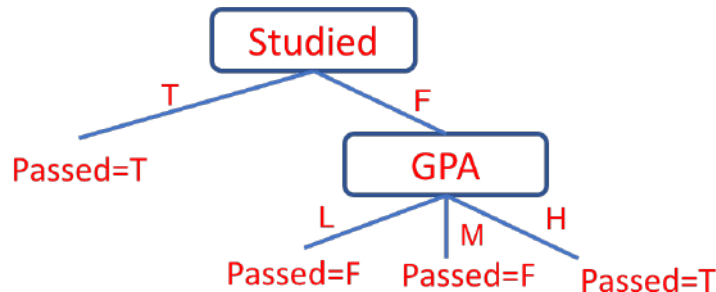 Studied
T
F
Passed=T
GPA
L
M
H
Passed=F
Passed=F
Passed=T